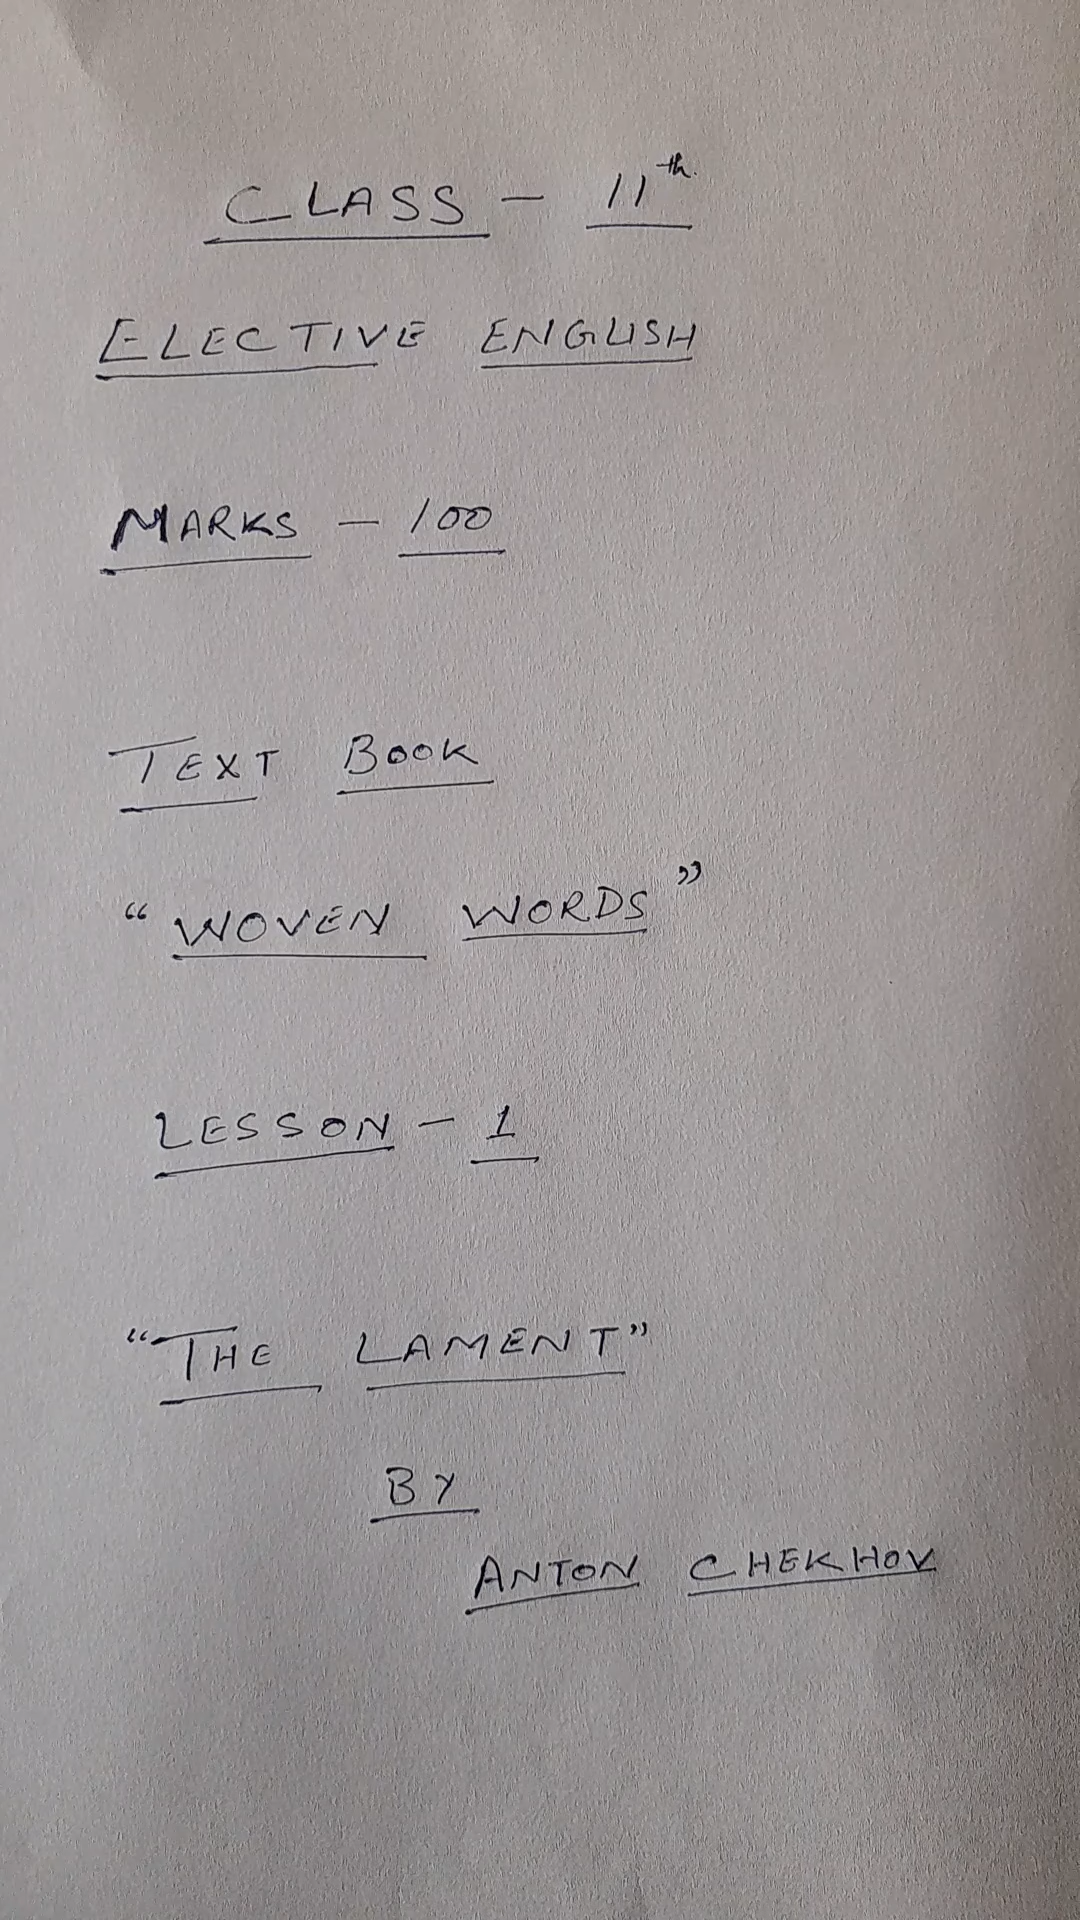 CLASS - 11th.
ELECTIVE ENGLISH
MARKS - 100
TEXT BOOK
"WOVEN WORDS"
LESSON - 1
"THE LAMENT"
BY
ANTON CHEKHOV